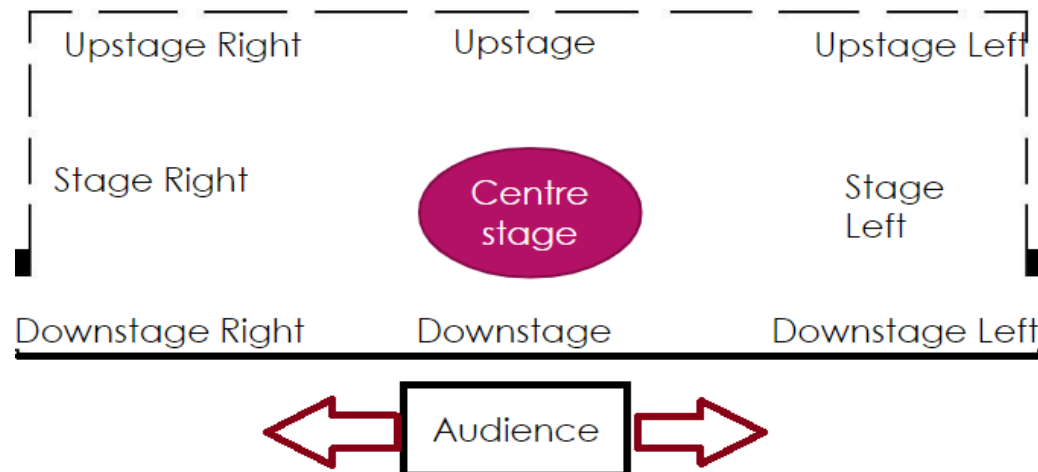 Upstage Right
Upstage
Upstage Left
Stage Right
Centre
stage
Stage
Left
Downstage Right
Downstage
Downstage Left
Audience